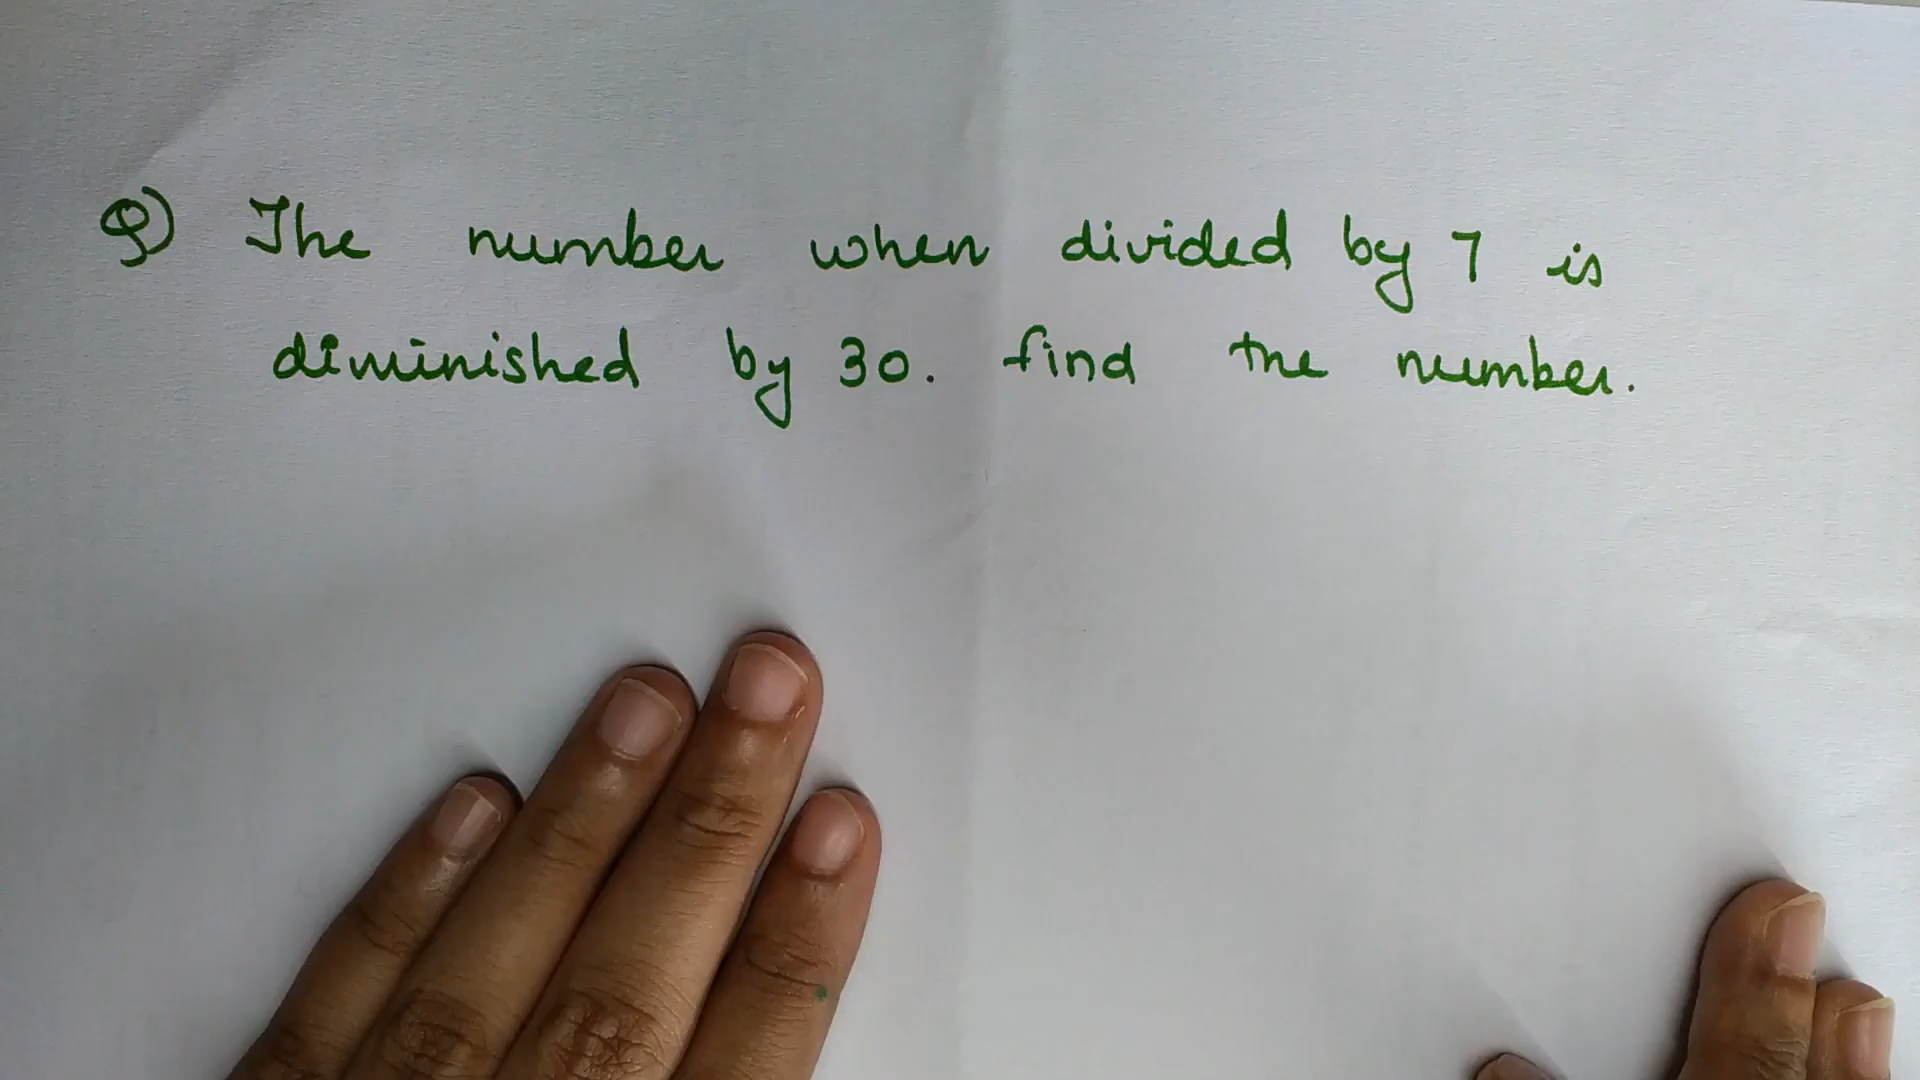 Q) The number when divided by 7 is
diminished by 30. find the number.